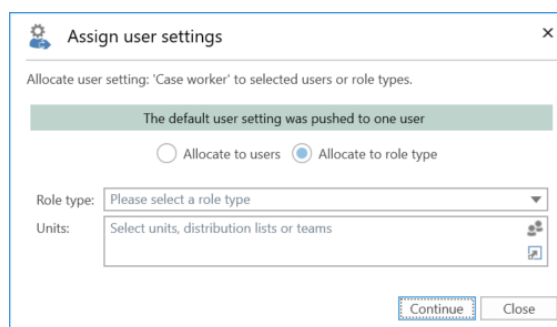 Assign user settings
Allocate user setting: 'Case worker' to selected users or role types.
The default user setting was pushed to one user
Allocate to users Allocate to role type
Role type: Please select a role type
Units: Select units, distribution lists or teams
Continue Close